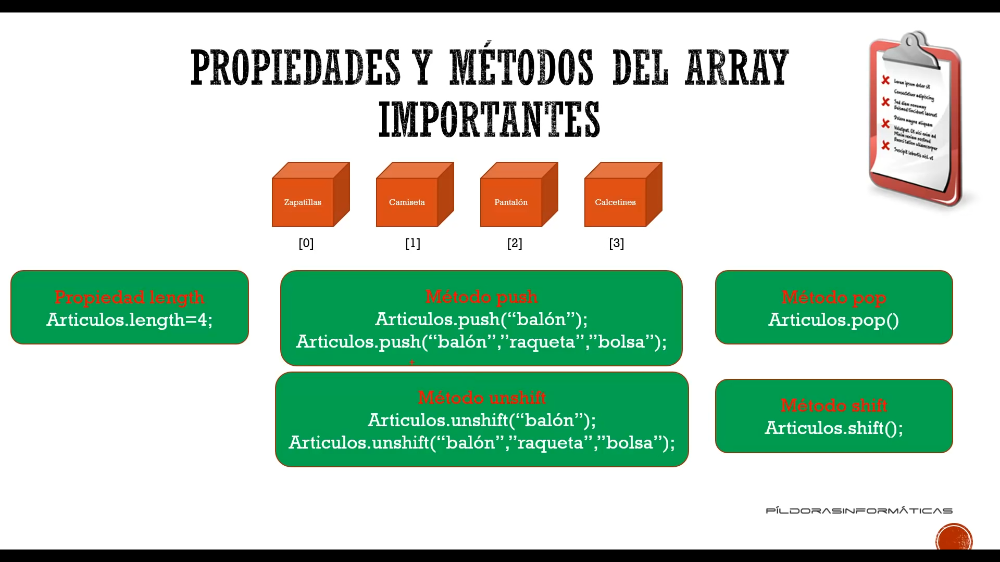 PROPIEDADES Y MÉTODOS DEL ARRAY
IMPORTANTES
Lorem ipsum dolor sit
Consectetuer adipiscing
Sed diam nonummy
Euismod tincidunt laoreet
Dolore magna aliquam
Volutpat. Ut wisi enim ad
Minim veniam nostrud
Exerci tation ullamcorper
Suscipit lobortis nisl ut
Zapatillas
Camiseta
Pantalón
Calcetines
[0]
[1]
[2]
[3]
Propiedad length
Articulos.length=4;
Método push
Articulos.push(“balón”);
Articulos.push(“balón”,”raqueta”,”bolsa”);
Método pop
Articulos.pop()
Método unshift
Articulos.unshift(“balón”);
Articulos.unshift(“balón”,”raqueta”,”bolsa”);
Método shift
Articulos.shift();
PÍLDORASINFORMÁTICAS